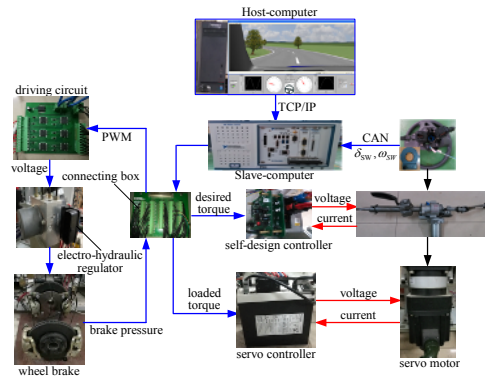 Host-computer
TCP/IP
driving circuit
PWM
CAN
δSW, ωSW
Slave-computer
voltage
connecting box
desired
torque
voltage
current
self-design controller
electro-hydraulic
regulator
loaded
torque
voltage
current
brake pressure
wheel brake
servo controller
servo motor